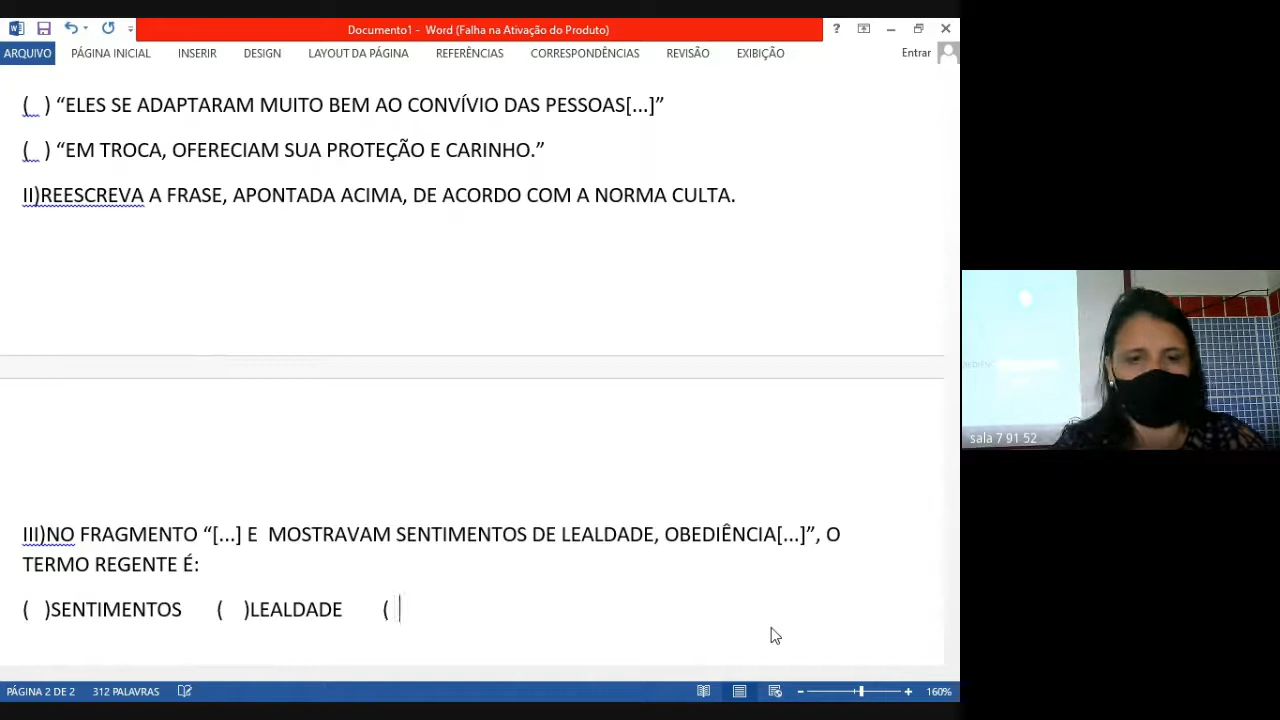 Documento1 - Word (Falha na Ativação do Produto)
ARQUIVO PÁGINA INICIAL INSERIR DESIGN LAYOUT DA PÁGINA REFERÊNCIAS CORRESPONDÊNCIAS REVISÃO EXIBIÇÃO Entrar
( ) “ELES SE ADAPTARAM MUITO BEM AO CONVÍVIO DAS PESSOAS[...]”
( ) “EM TROCA, OFERECIAM SUA PROTEÇÃO E CARINHO.”
II)REESCREVA A FRASE, APONTADA ACIMA, DE ACORDO COM A NORMA CULTA.
III)NO FRAGMENTO “[...] E MOSTRAVAM SENTIMENTOS DE LEALDADE, OBEDIÊNCIA[...]”, O
TERMO REGENTE É:
( )SENTIMENTOS ( )LEALDADE (
sala 7 91 52
PÁGINA 2 DE 2 312 PALAVRAS 160%